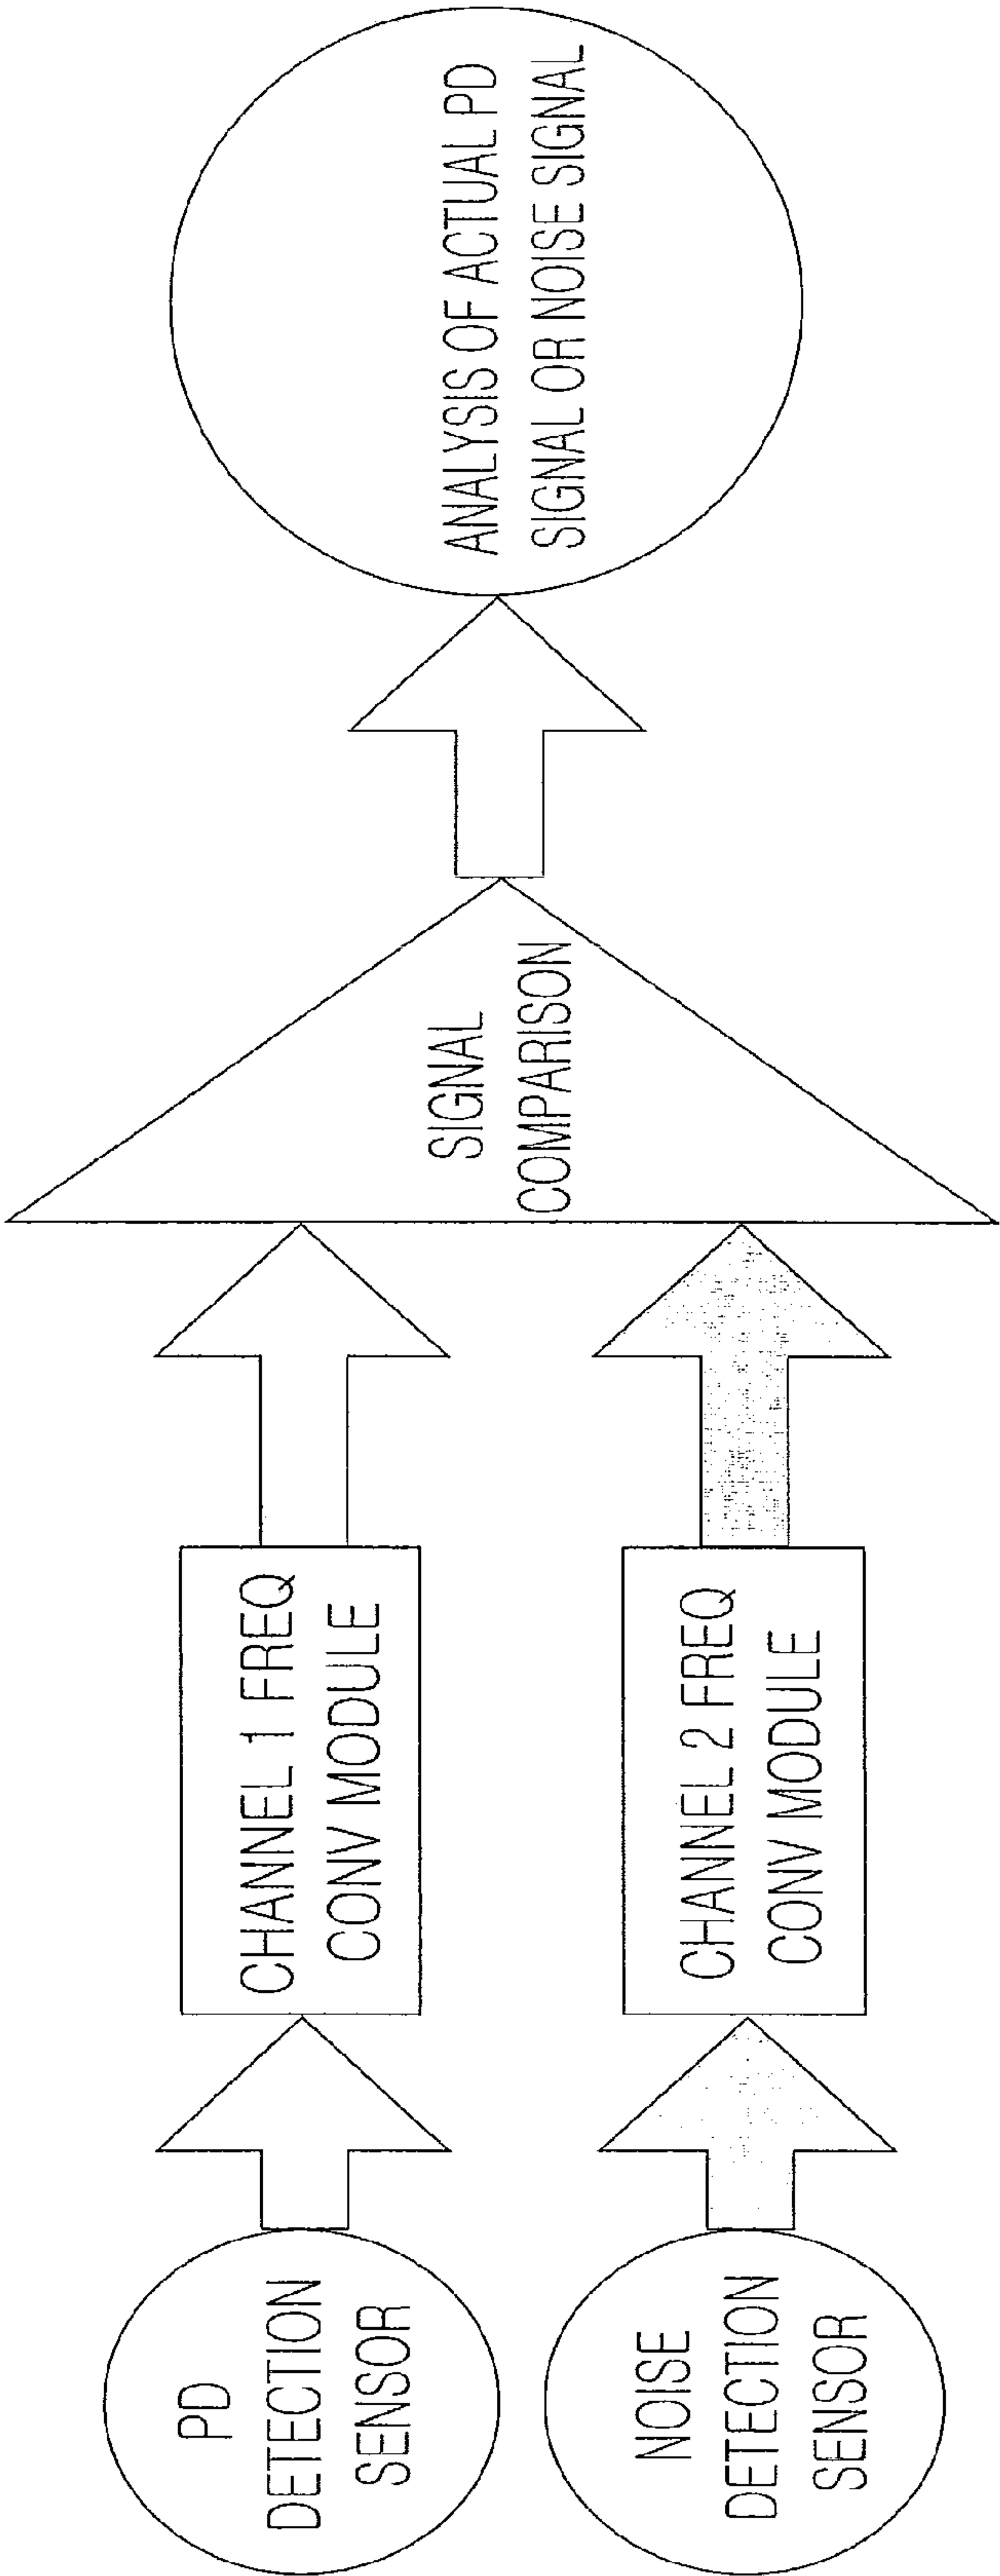 PD
DETECTION
SENSOR
CHANNEL 1 FREQ
CONV MODULE
NOISE
DETECTION
SENSOR
CHANNEL 2 FREQ
CONV MODULE
SIGNAL
COMPARISON
ANALYSIS OF ACTUAL PD
SIGNAL OR NOISE SIGNAL